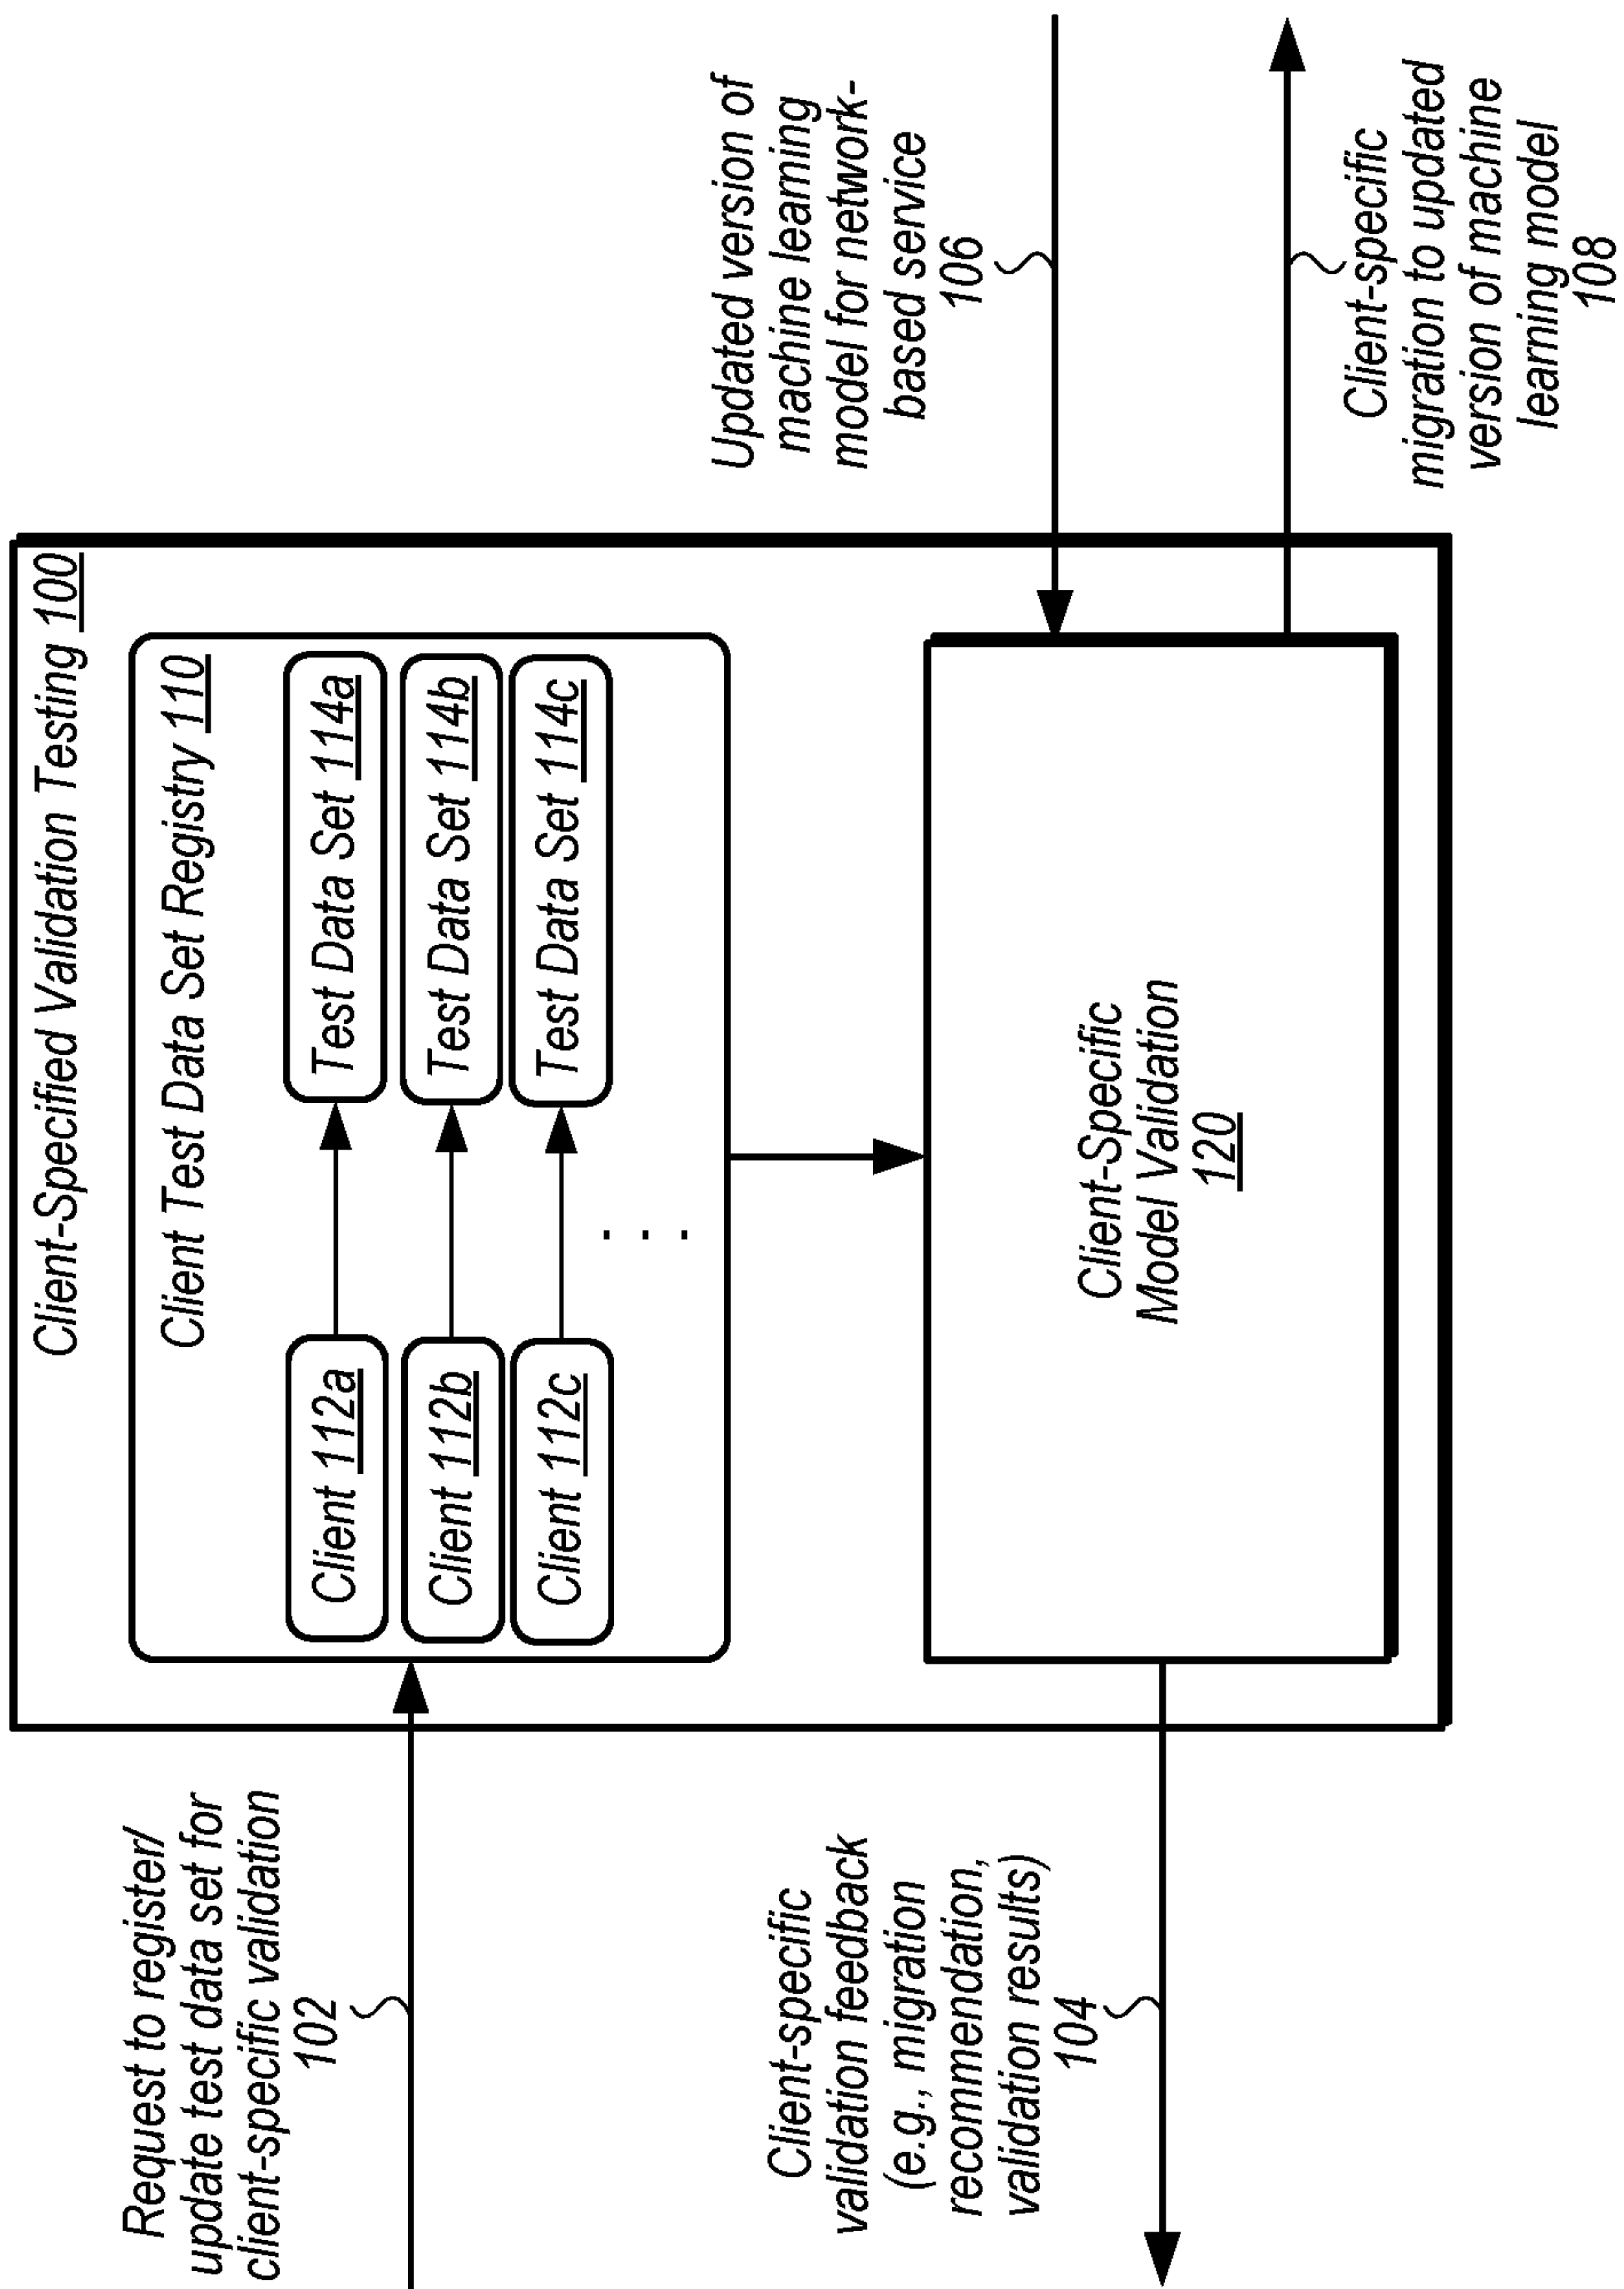 Client-Specified Validation Testing 100
Request to register/
update test data set for
client-specific validation
102
Client Test Data Set Registry 110
Client 112a
Test Data Set 114a
Client 112b
Test Data Set 114b
Client 112c
Test Data Set 114c
. . .
Client-specific
validation feedback
(e.g., migration
recommendation,
validation results)
104
Client-Specific
Model Validation
120
Updated version of
machine learning
model for network-
based service
106
Client-specific
migration to updated
version of machine
learning model
108